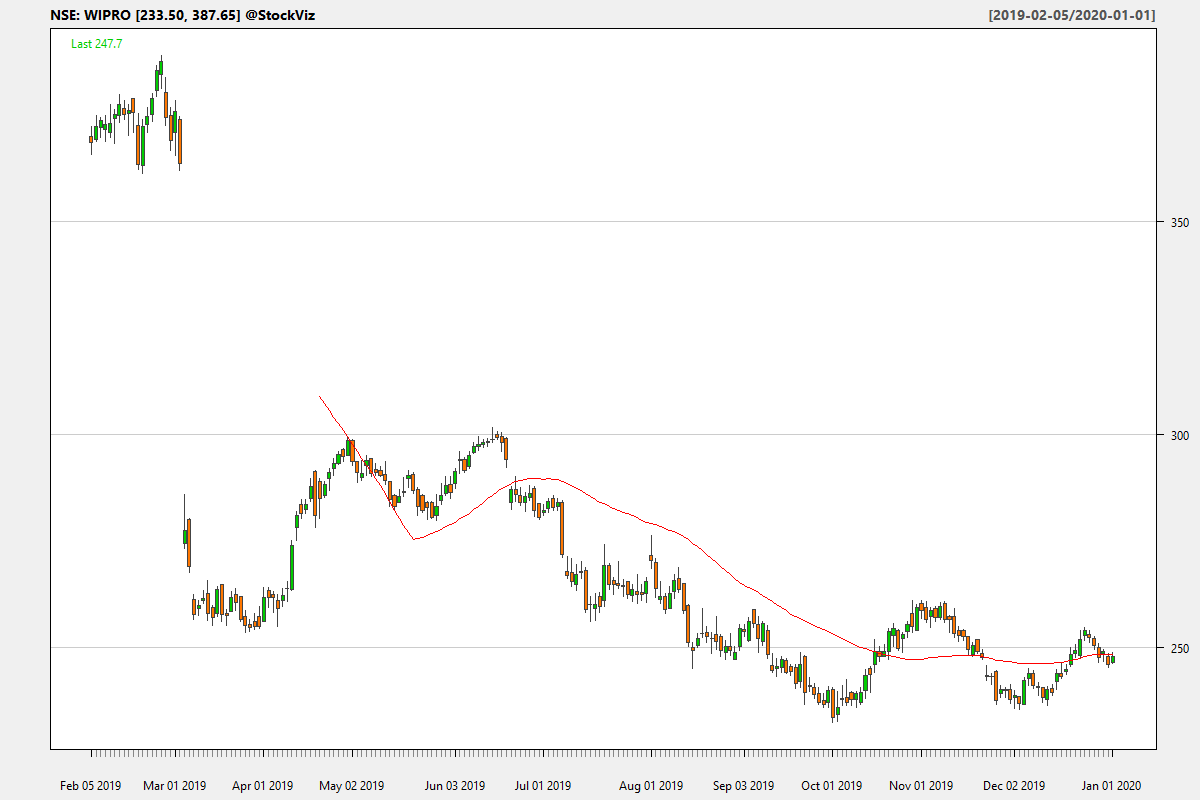 NSE: WIPRO [233.50, 387.65] @StockViz [2019-02-05/2020-01-01]
Last 247.7
350
300
250
Feb 05 2019 Mar 01 2019 Apr 01 2019 May 02 2019 Jun 03 2019 Jul 01 2019 Aug 01 2019 Sep 03 2019 Oct 01 2019 Nov 01 2019 Dec 02 2019 Jan 01 2020